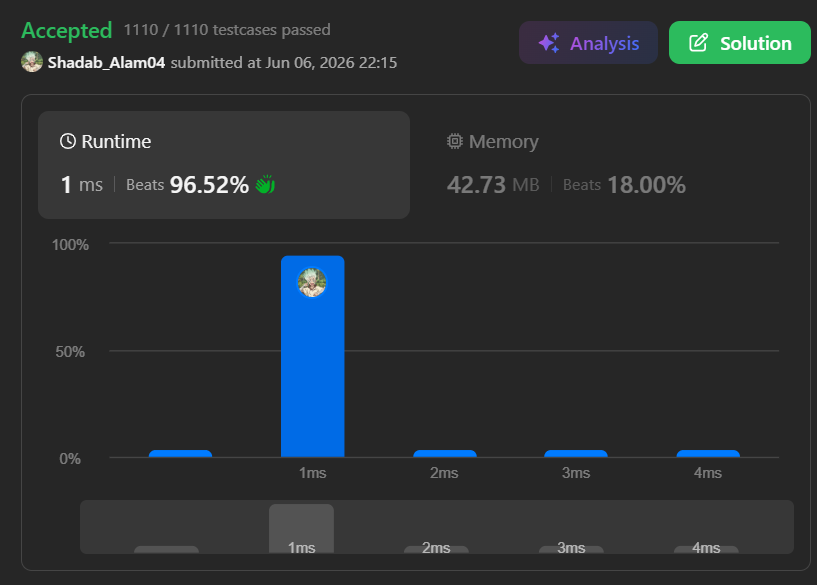 Accepted 1110 / 1110 testcases passed
Shadab_Alam04 submitted at Jun 06, 2026 22:15
Analysis
Solution
Runtime
1 ms Beats 96.52%
Memory
42.73 MB Beats 18.00%
100%
50%
0%
1ms 2ms 3ms 4ms
1ms 2ms 3ms 4ms